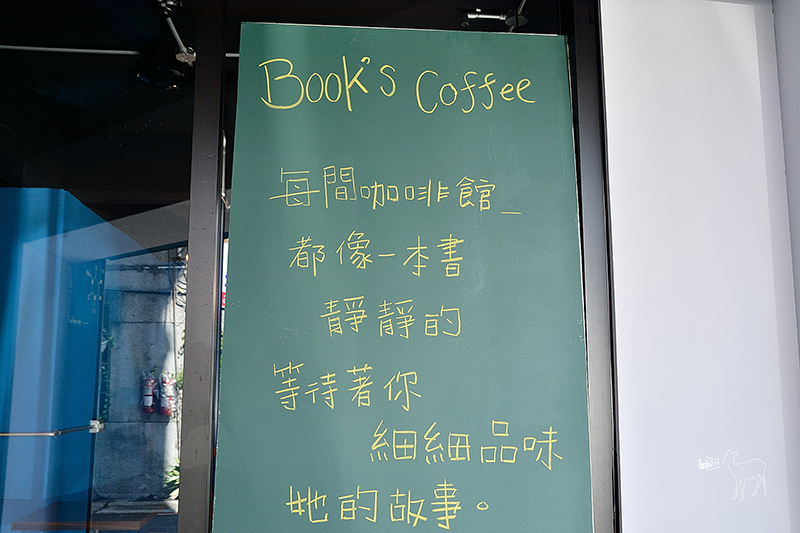 Book's Coffee
每間咖啡館_
都像一本書
靜靜的
等待著你
細細品味
她的故事。